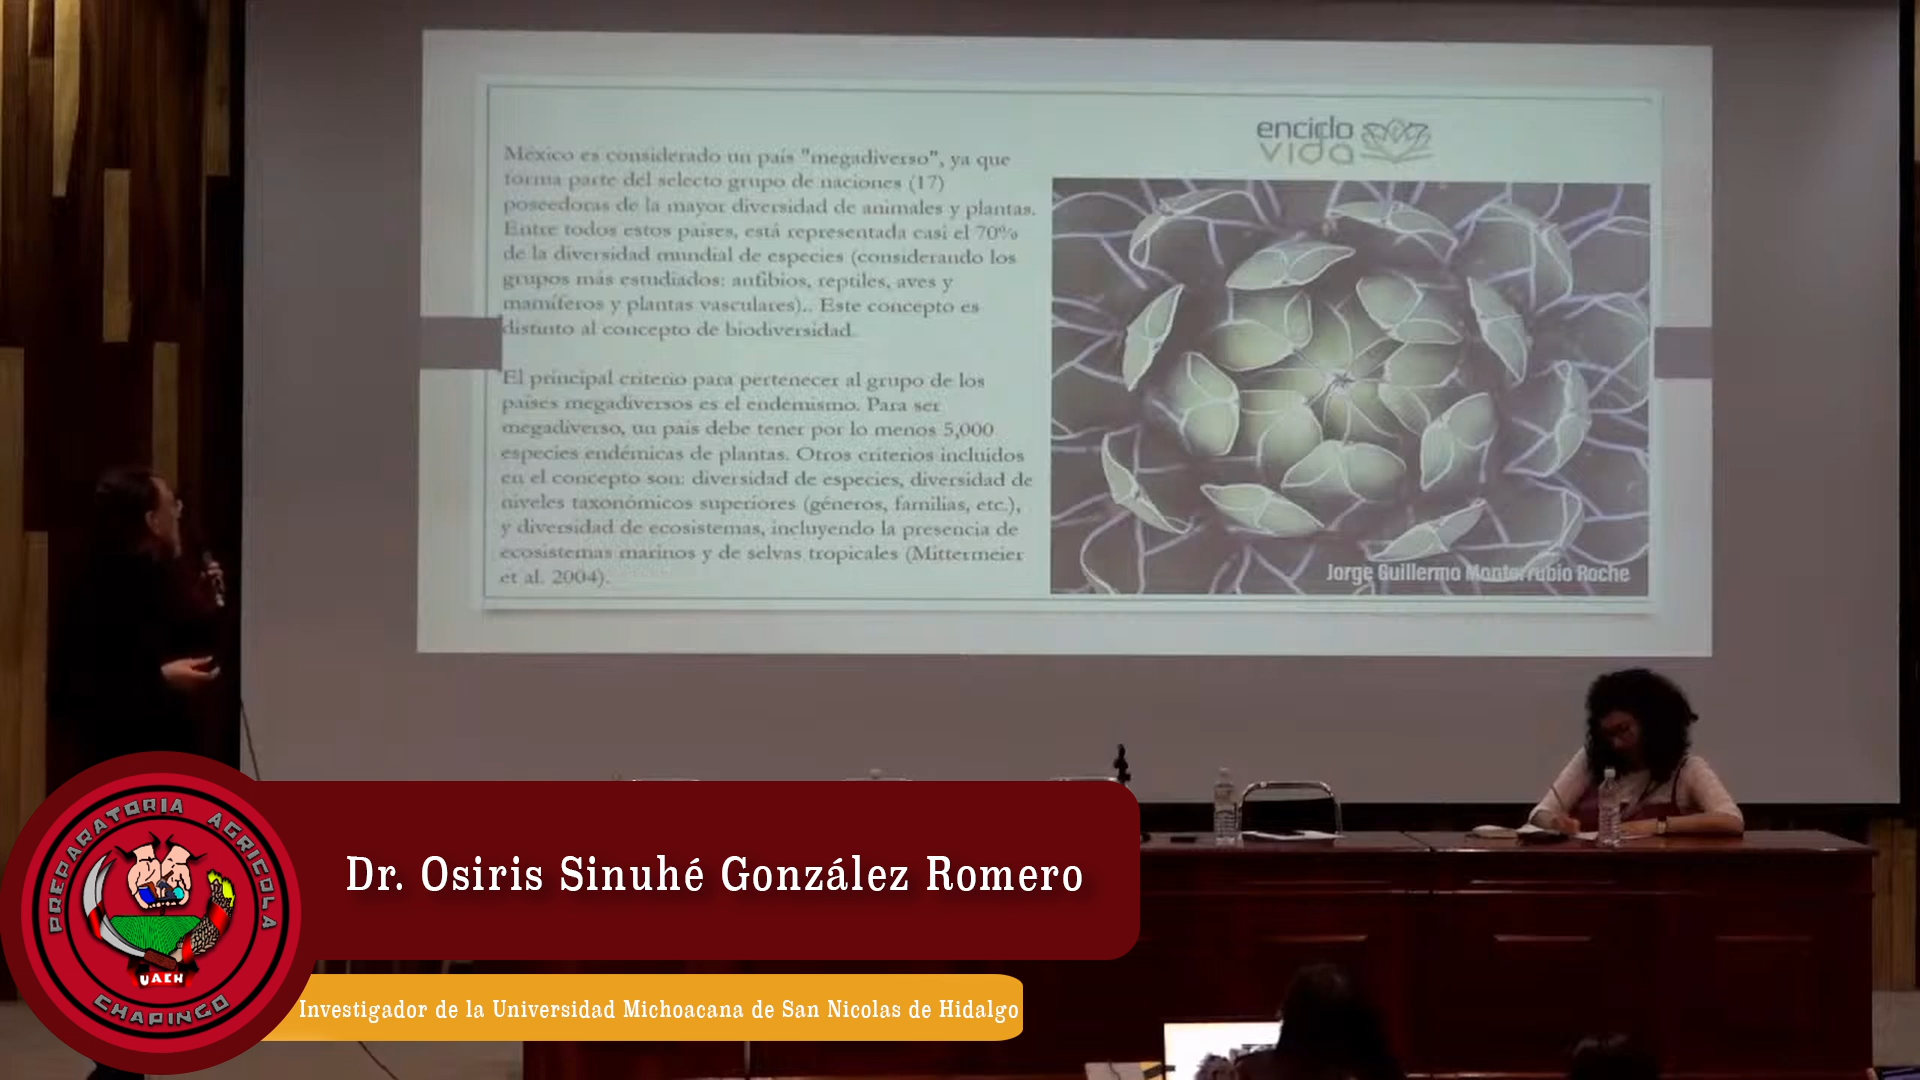 México es considerado un país "megadiverso", ya que
forma parte del selecto grupo de naciones (17)
poseedoras de la mayor diversidad de animales y plantas.
Entre todos estos países, está representada casi el 70%
de la diversidad mundial de especies (considerando los
grupos más estudiados: anfibios, reptiles, aves y
mamíferos y plantas vasculares).. Este concepto es
distinto al concepto de biodiversidad.
El principal criterio para pertenecer al grupo de los
países megadiversos es el endemismo. Para ser
megadiverso, un país debe tener por lo menos 5,000
especies endémicas de plantas. Otros criterios incluidos
en el concepto son: diversidad de especies, diversidad de
niveles taxonómicos superiores (géneros, familias, etc.),
y diversidad de ecosistemas, incluyendo la presencia de
ecosistemas marinos y de selvas tropicales (Mittermeier
et al. 2004).
enciclo
vida
Jorge Guillermo Monterrubio Roche
PREPARATORIA AGRICOLA
UACH
CHAPINGO
Dr. Osiris Sinuhé González Romero
Investigador de la Universidad Michoacana de San Nicolas de Hidalgo